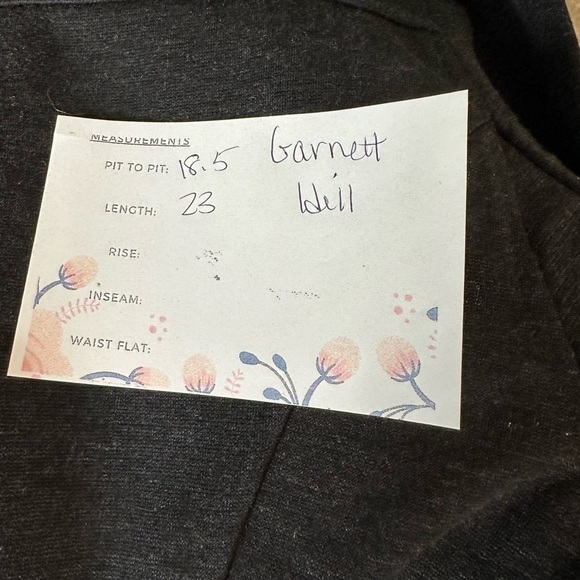 MEASUREMENTS
PIT TO PIT: 18.5 Garnett
LENGTH: 23 Hill
RISE:
INSEAM:
WAIST FLAT: